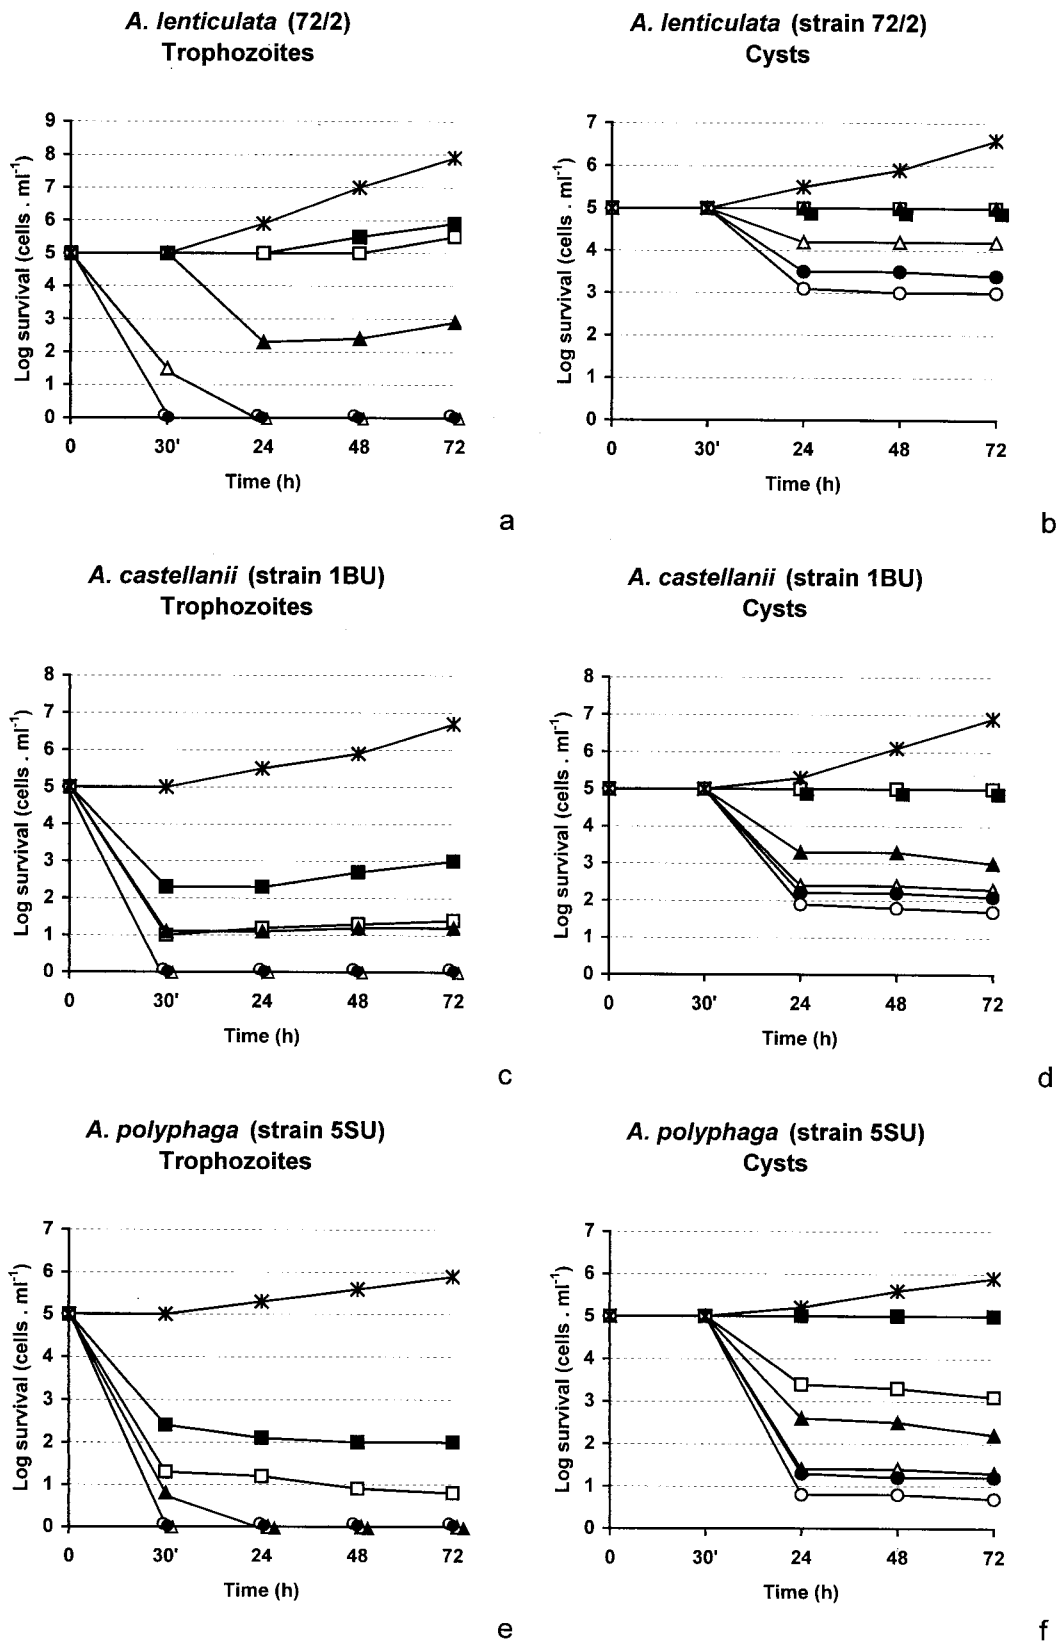 A. lenticulata (72/2)
Trophozoites
9
8
7
6
5
4
3
2
1
0
Log survival (cells . ml-1)
0 30' 24 48 72
Time (h)
a
A. lenticulata (strain 72/2)
Cysts
7
6
5
4
3
2
1
0
Log survival (cells . ml-1)
0 30' 24 48 72
Time (h)
b
A. castellanii (strain 1BU)
Trophozoites
8
7
6
5
4
3
2
1
0
Log survival (cells . ml-1)
0 30' 24 48 72
Time (h)
c
A. castellanii (strain 1BU)
Cysts
8
7
6
5
4
3
2
1
0
Log survival (cells . ml-1)
0 30' 24 48 72
Time (h)
d
A. polyphaga (strain 5SU)
Trophozoites
7
6
5
4
3
2
1
0
Log survival (cells . ml-1)
0 30' 24 48 72
Time (h)
e
A. polyphaga (strain 5SU)
Cysts
7
6
5
4
3
2
1
0
Log survival (cells . ml-1)
0 30' 24 48 72
Time (h)
f